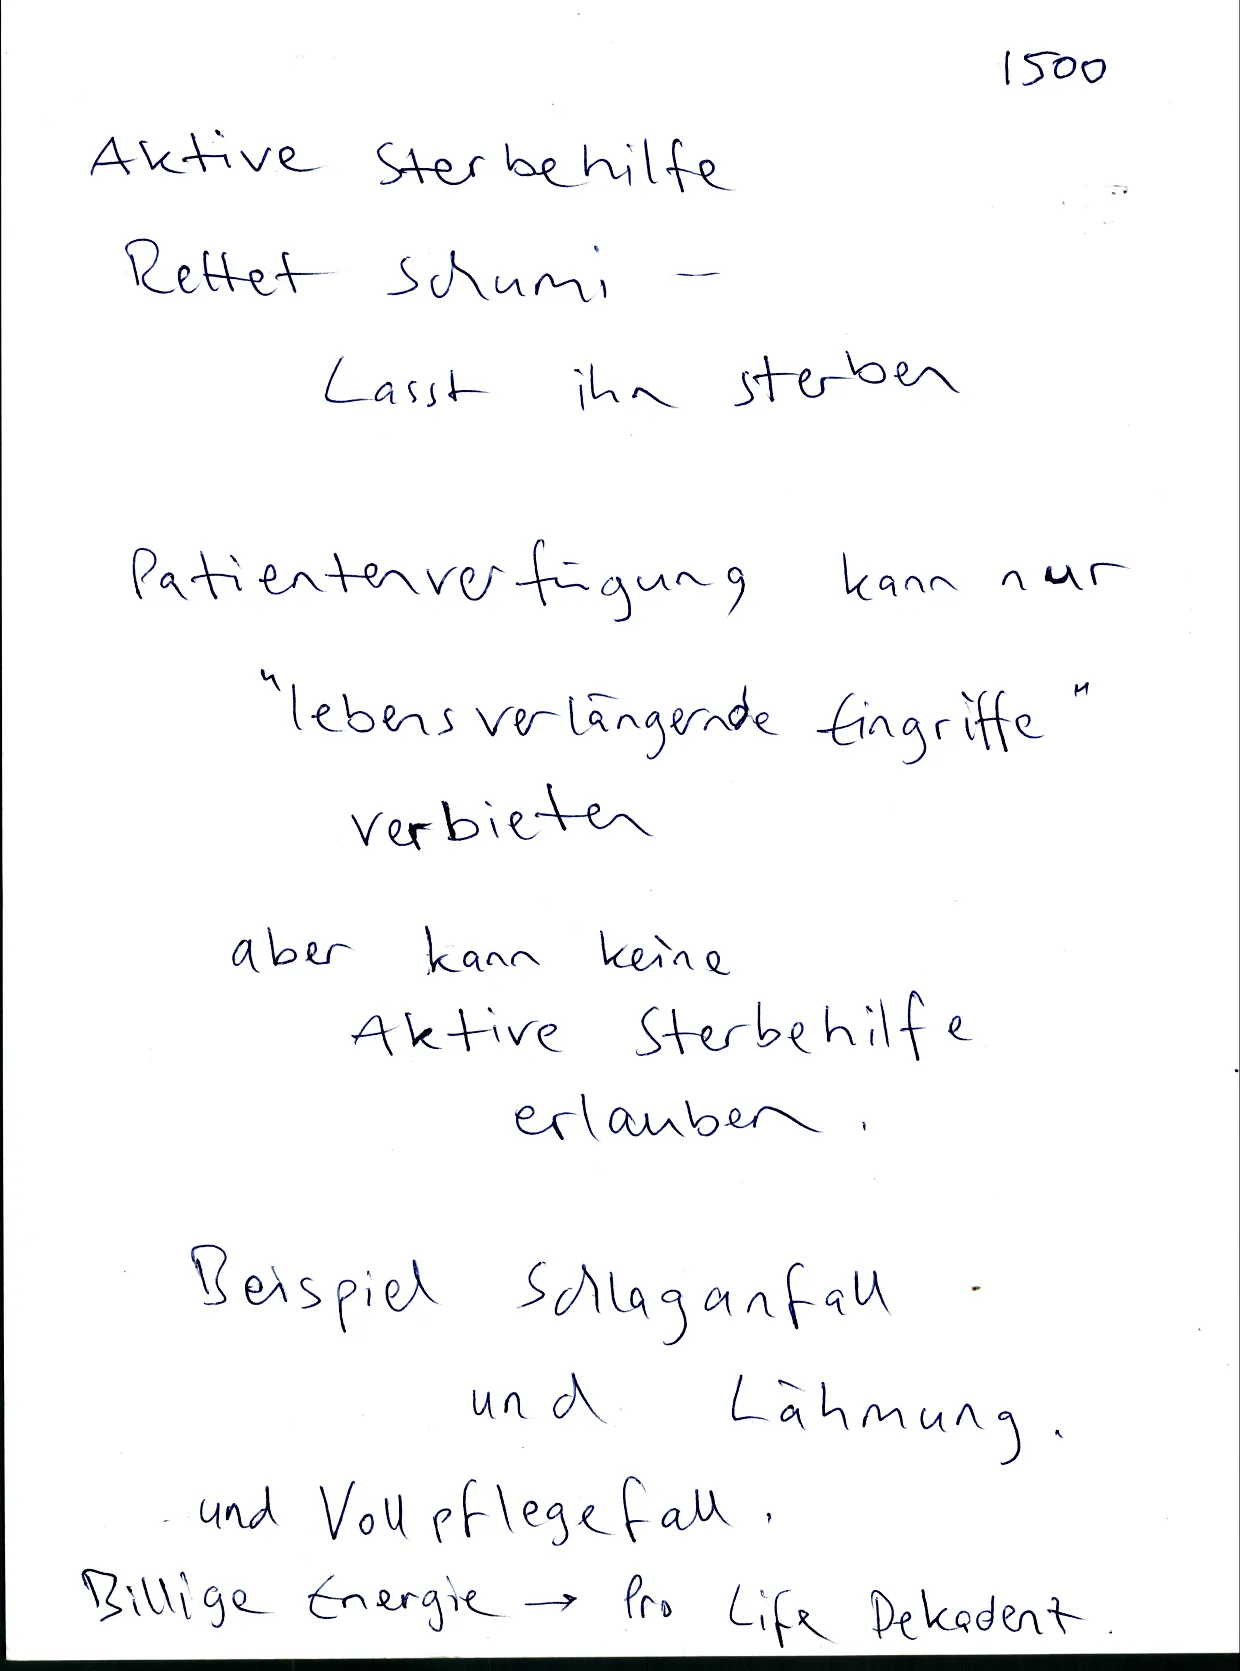 1500
Aktive Sterbehilfe
Rettet Schumi -
Lasst ihn sterben
Patientenverfügung kann nur
"lebensverlängernde Eingriffe"
verbieten
aber kann keine
Aktive Sterbehilfe
erlauben.
Beispiel Schlaganfall
und Lähmung.
und Vollpflegefall.
Billige Energie → Pro Life Dekadent.